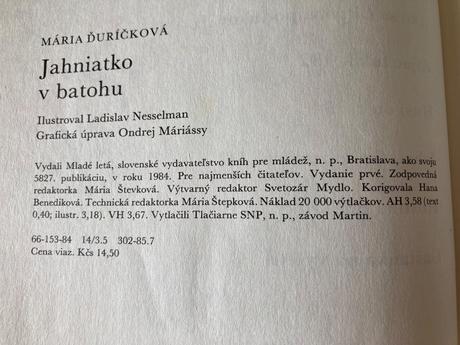 MÁRIA ĎURÍČKOVÁ
Jahniatko
v batohu
Ilustroval Ladislav Nesselman
Grafická úprava Ondrej Máriássy
Vydali Mladé letá, slovenské vydavateľstvo kníh pre mládež, n. p., Bratislava, ako svoju
5827. publikáciu, v roku 1984. Pre najmenších čitateľov. Vydanie prvé. Zodpovedná
redaktorka Mária Števková. Výtvarný redaktor Svetozár Mydlo. Korigovala Hana
Benediková. Technická redaktorka Mária Štepková. Náklad 20 000 výtlačkov. AH 3,58 (text
0,40; ilustr. 3,18). VH 3,67. Vytlačili Tlačiarne SNP, n. p., závod Martin.
66-153-84 14/3.5 302-85.7
Cena viaz. Kčs 14,50